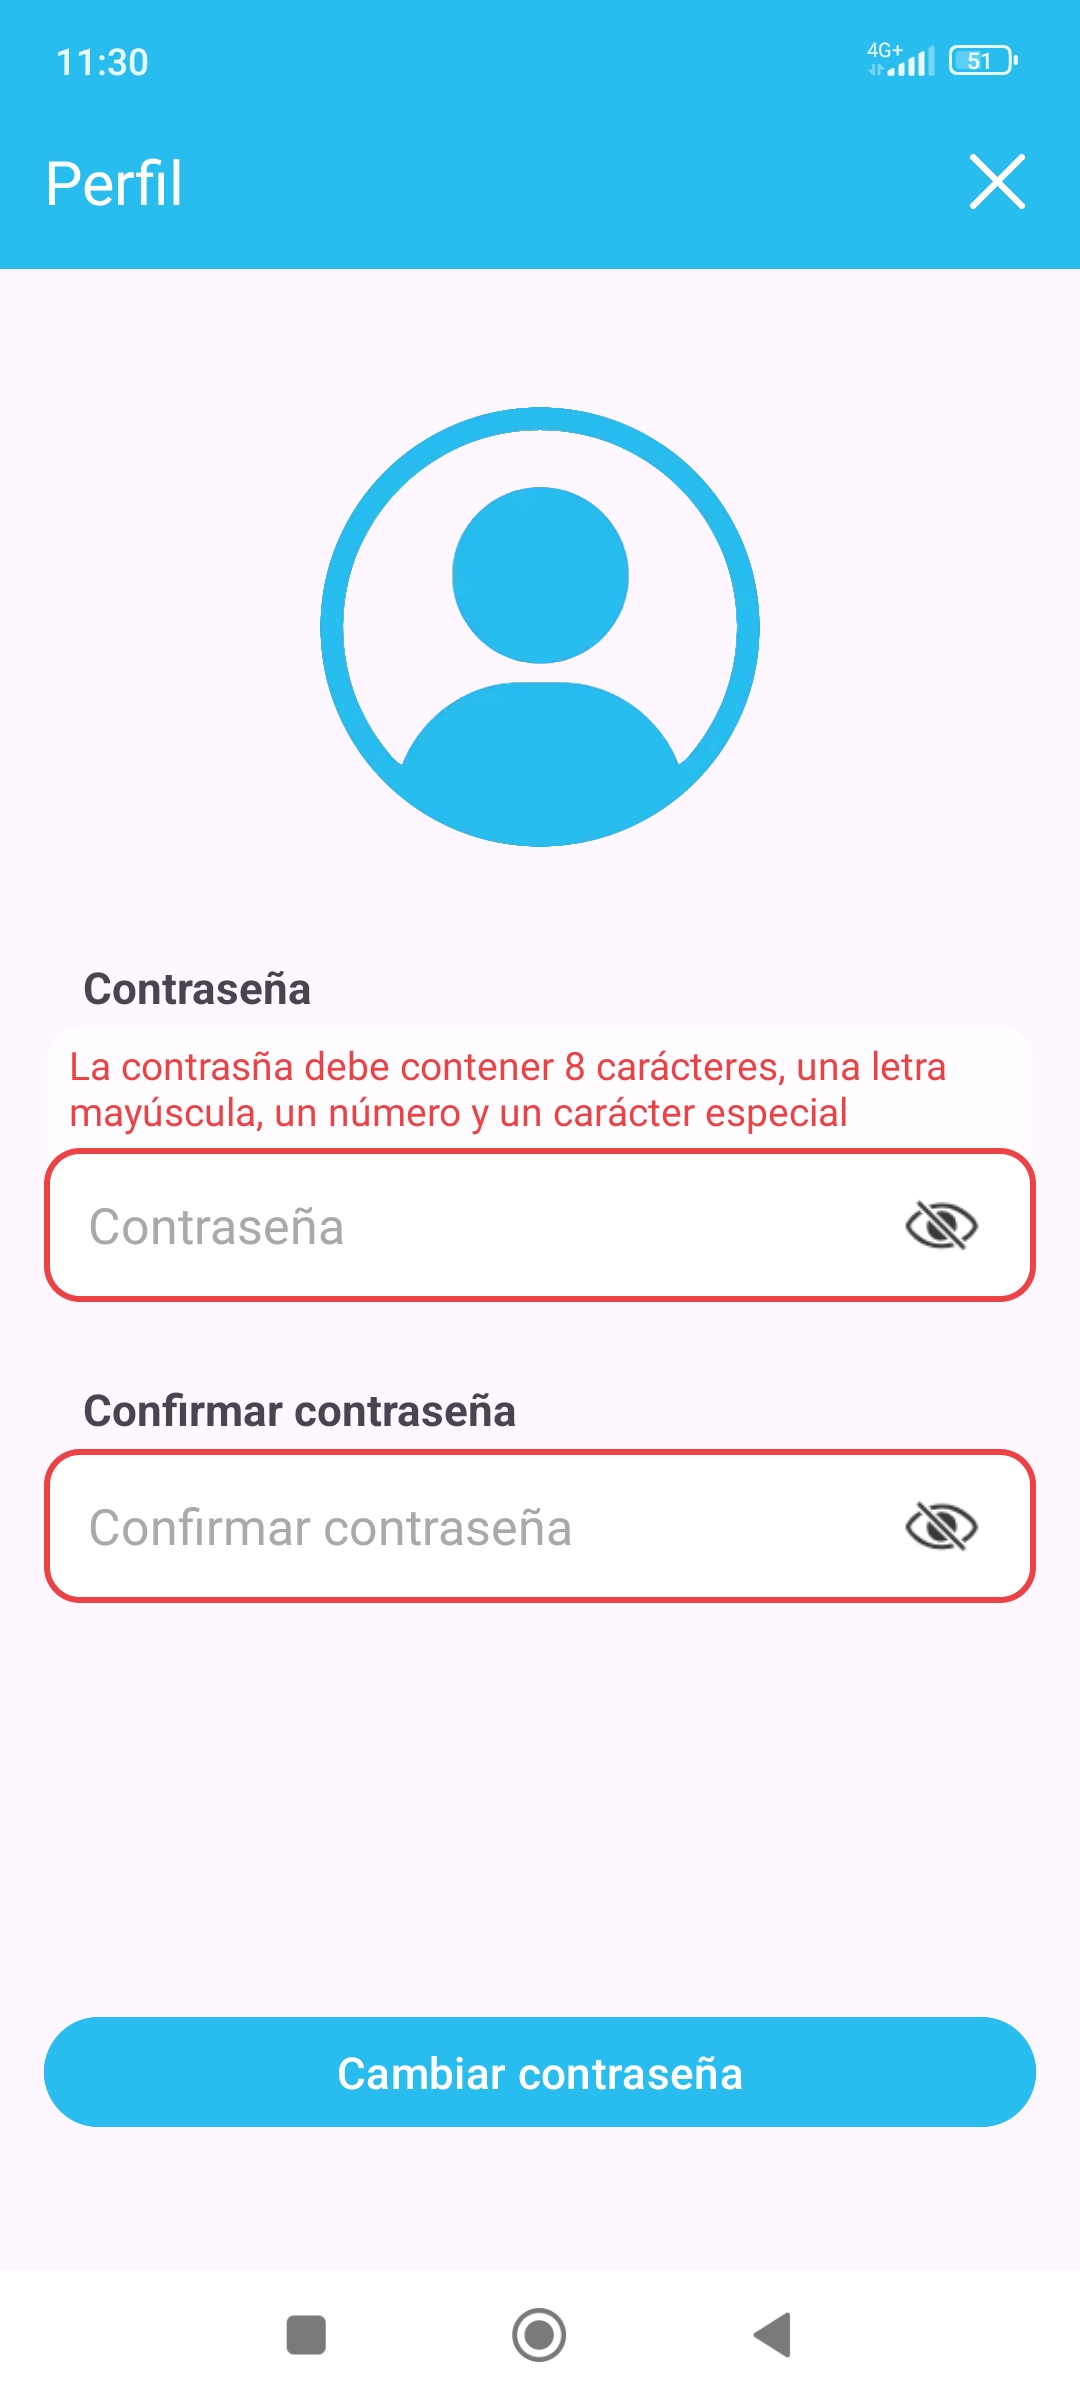 11:30
4G+
51
Perfil
Contraseña
La contrasña debe contener 8 carácteres, una letra
mayúscula, un número y un carácter especial
Contraseña
Confirmar contraseña
Confirmar contraseña
Cambiar contraseña